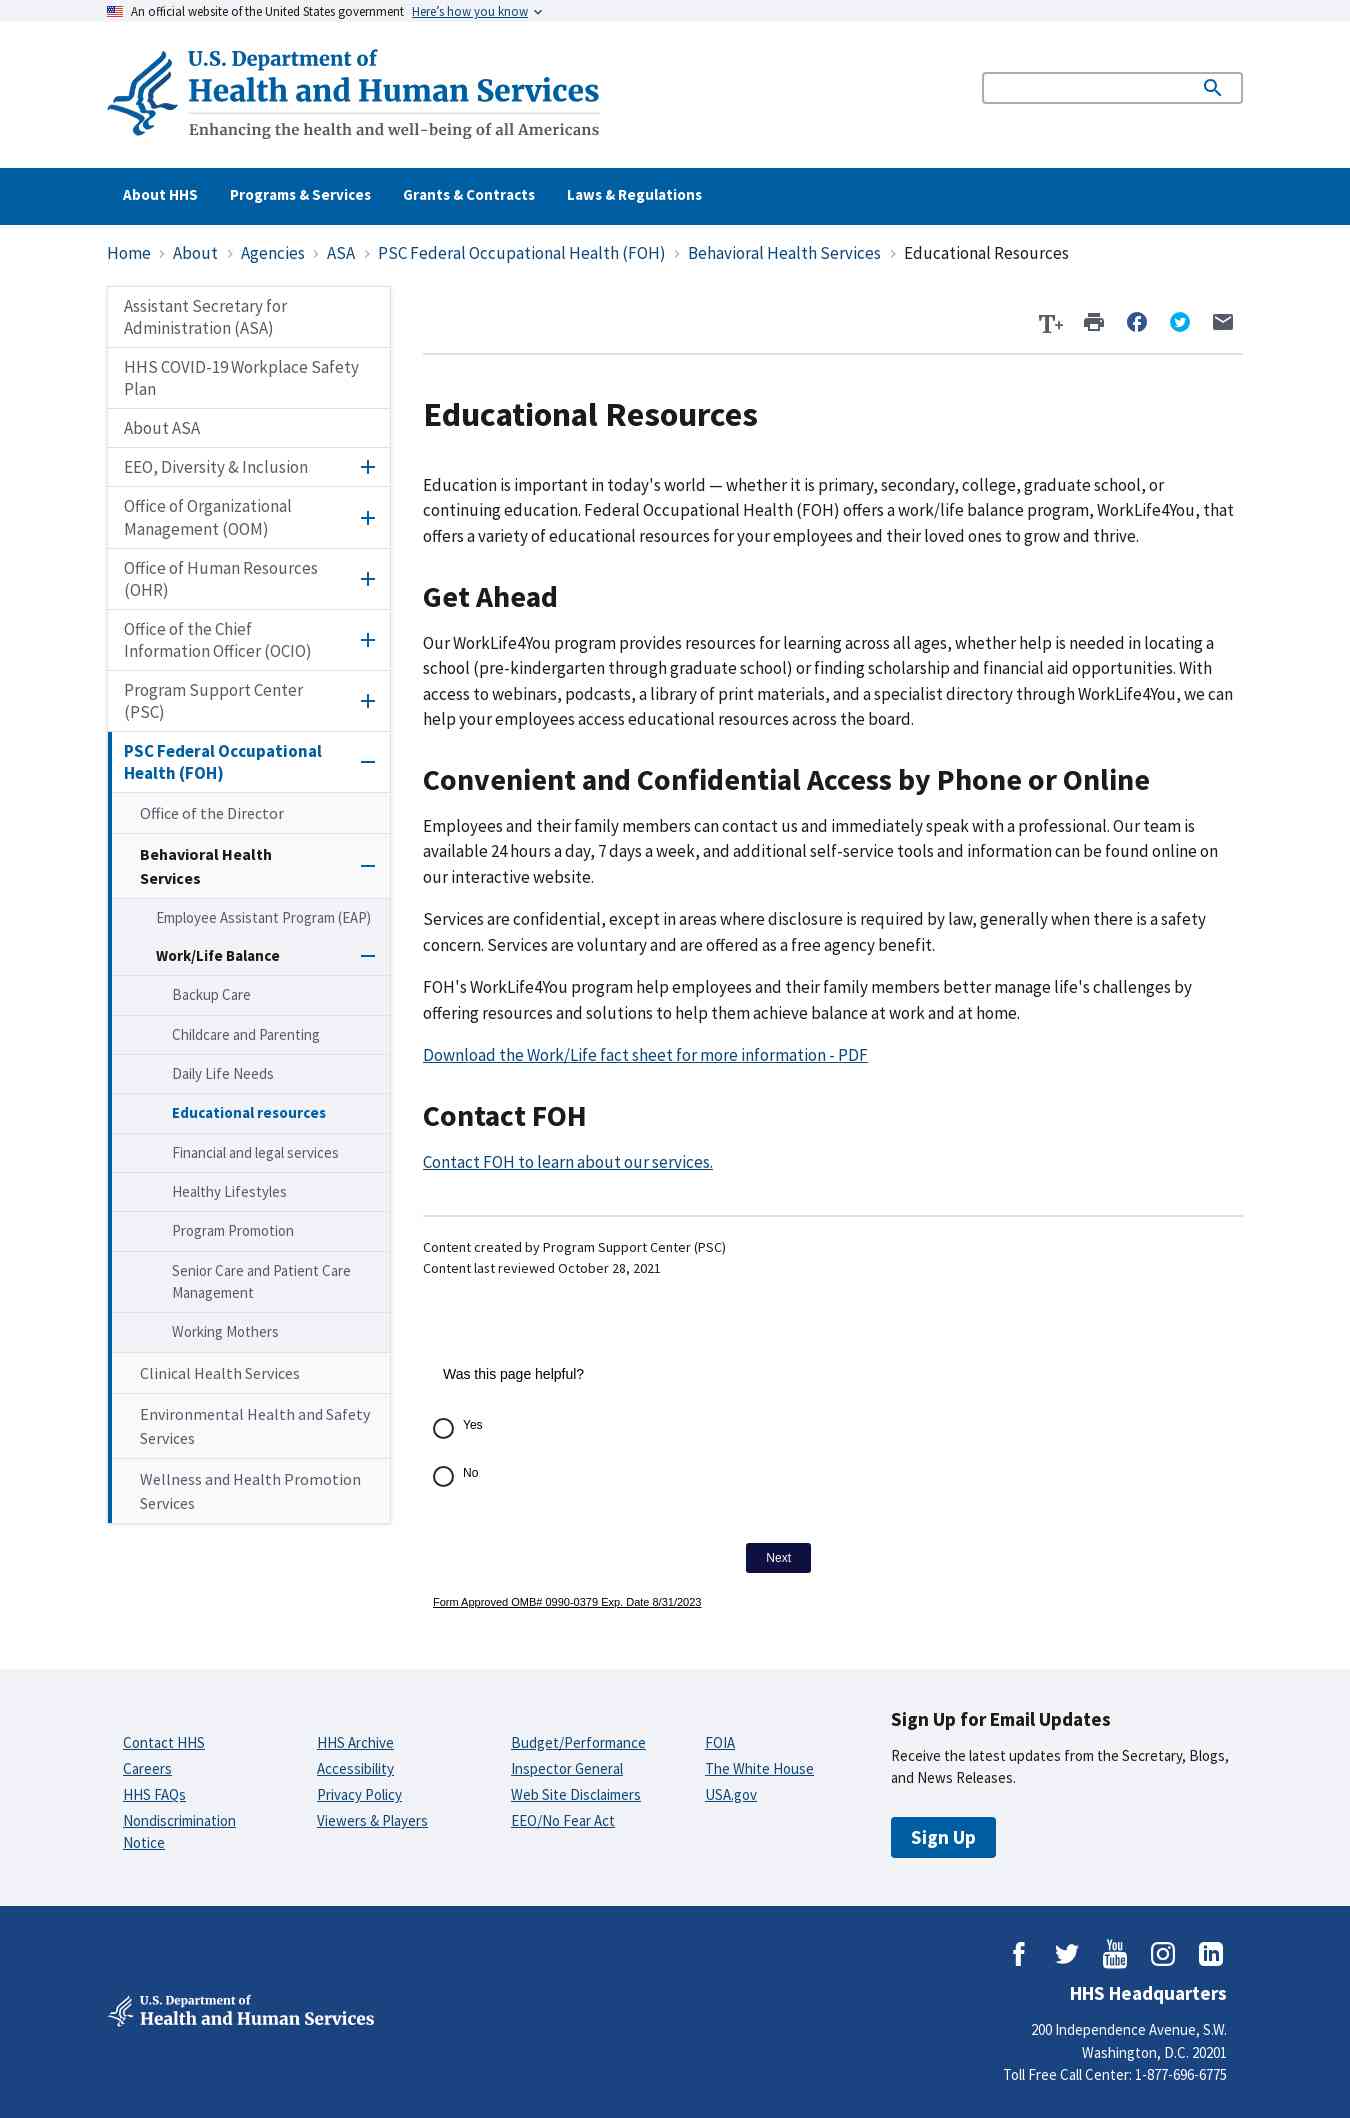 An official website of the United States government Here’s how you know
U.S. Department of
Health and Human Services
Enhancing the health and well-being of all Americans
About HHS Programs & Services Grants & Contracts Laws & Regulations
Home About Agencies ASA PSC Federal Occupational Health (FOH) Behavioral Health Services Educational Resources
Assistant Secretary for
Administration (ASA)
HHS COVID-19 Workplace Safety
Plan
About ASA
EEO, Diversity & Inclusion
Office of Organizational
Management (OOM)
Office of Human Resources
(OHR)
Office of the Chief
Information Officer (OCIO)
Program Support Center
(PSC)
PSC Federal Occupational
Health (FOH)
Office of the Director
Behavioral Health
Services
Employee Assistant Program (EAP)
Work/Life Balance
Backup Care
Childcare and Parenting
Daily Life Needs
Educational resources
Financial and legal services
Healthy Lifestyles
Program Promotion
Senior Care and Patient Care
Management
Working Mothers
Clinical Health Services
Environmental Health and Safety
Services
Wellness and Health Promotion
Services
T+
Educational Resources
Education is important in today's world — whether it is primary, secondary, college, graduate school, or
continuing education. Federal Occupational Health (FOH) offers a work/life balance program, WorkLife4You, that
offers a variety of educational resources for your employees and their loved ones to grow and thrive.
Get Ahead
Our WorkLife4You program provides resources for learning across all ages, whether help is needed in locating a
school (pre-kindergarten through graduate school) or finding scholarship and financial aid opportunities. With
access to webinars, podcasts, a library of print materials, and a specialist directory through WorkLife4You, we can
help your employees access educational resources across the board.
Convenient and Confidential Access by Phone or Online
Employees and their family members can contact us and immediately speak with a professional. Our team is
available 24 hours a day, 7 days a week, and additional self-service tools and information can be found online on
our interactive website.
Services are confidential, except in areas where disclosure is required by law, generally when there is a safety
concern. Services are voluntary and are offered as a free agency benefit.
FOH's WorkLife4You program help employees and their family members better manage life's challenges by
offering resources and solutions to help them achieve balance at work and at home.
Download the Work/Life fact sheet for more information - PDF
Contact FOH
Contact FOH to learn about our services.
Content created by Program Support Center (PSC)
Content last reviewed October 28, 2021
Was this page helpful?
Yes
No
Next
Form Approved OMB# 0990-0379 Exp. Date 8/31/2023
Contact HHS
Careers
HHS FAQs
Nondiscrimination
Notice
HHS Archive
Accessibility
Privacy Policy
Viewers & Players
Budget/Performance
Inspector General
Web Site Disclaimers
EEO/No Fear Act
FOIA
The White House
USA.gov
Sign Up for Email Updates
Receive the latest updates from the Secretary, Blogs,
and News Releases.
Sign Up
You
Tube
U.S. Department of
Health and Human Services
HHS Headquarters
200 Independence Avenue, S.W.
Washington, D.C. 20201
Toll Free Call Center: 1-877-696-6775